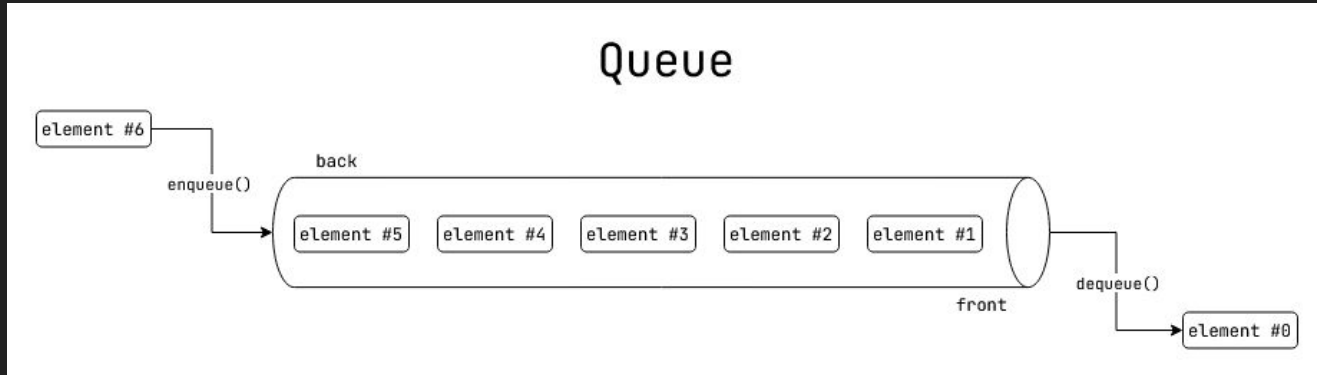 Queue
element #6
back
enqueue()
element #5
element #4
element #3
element #2
element #1
dequeue()
front
element #0